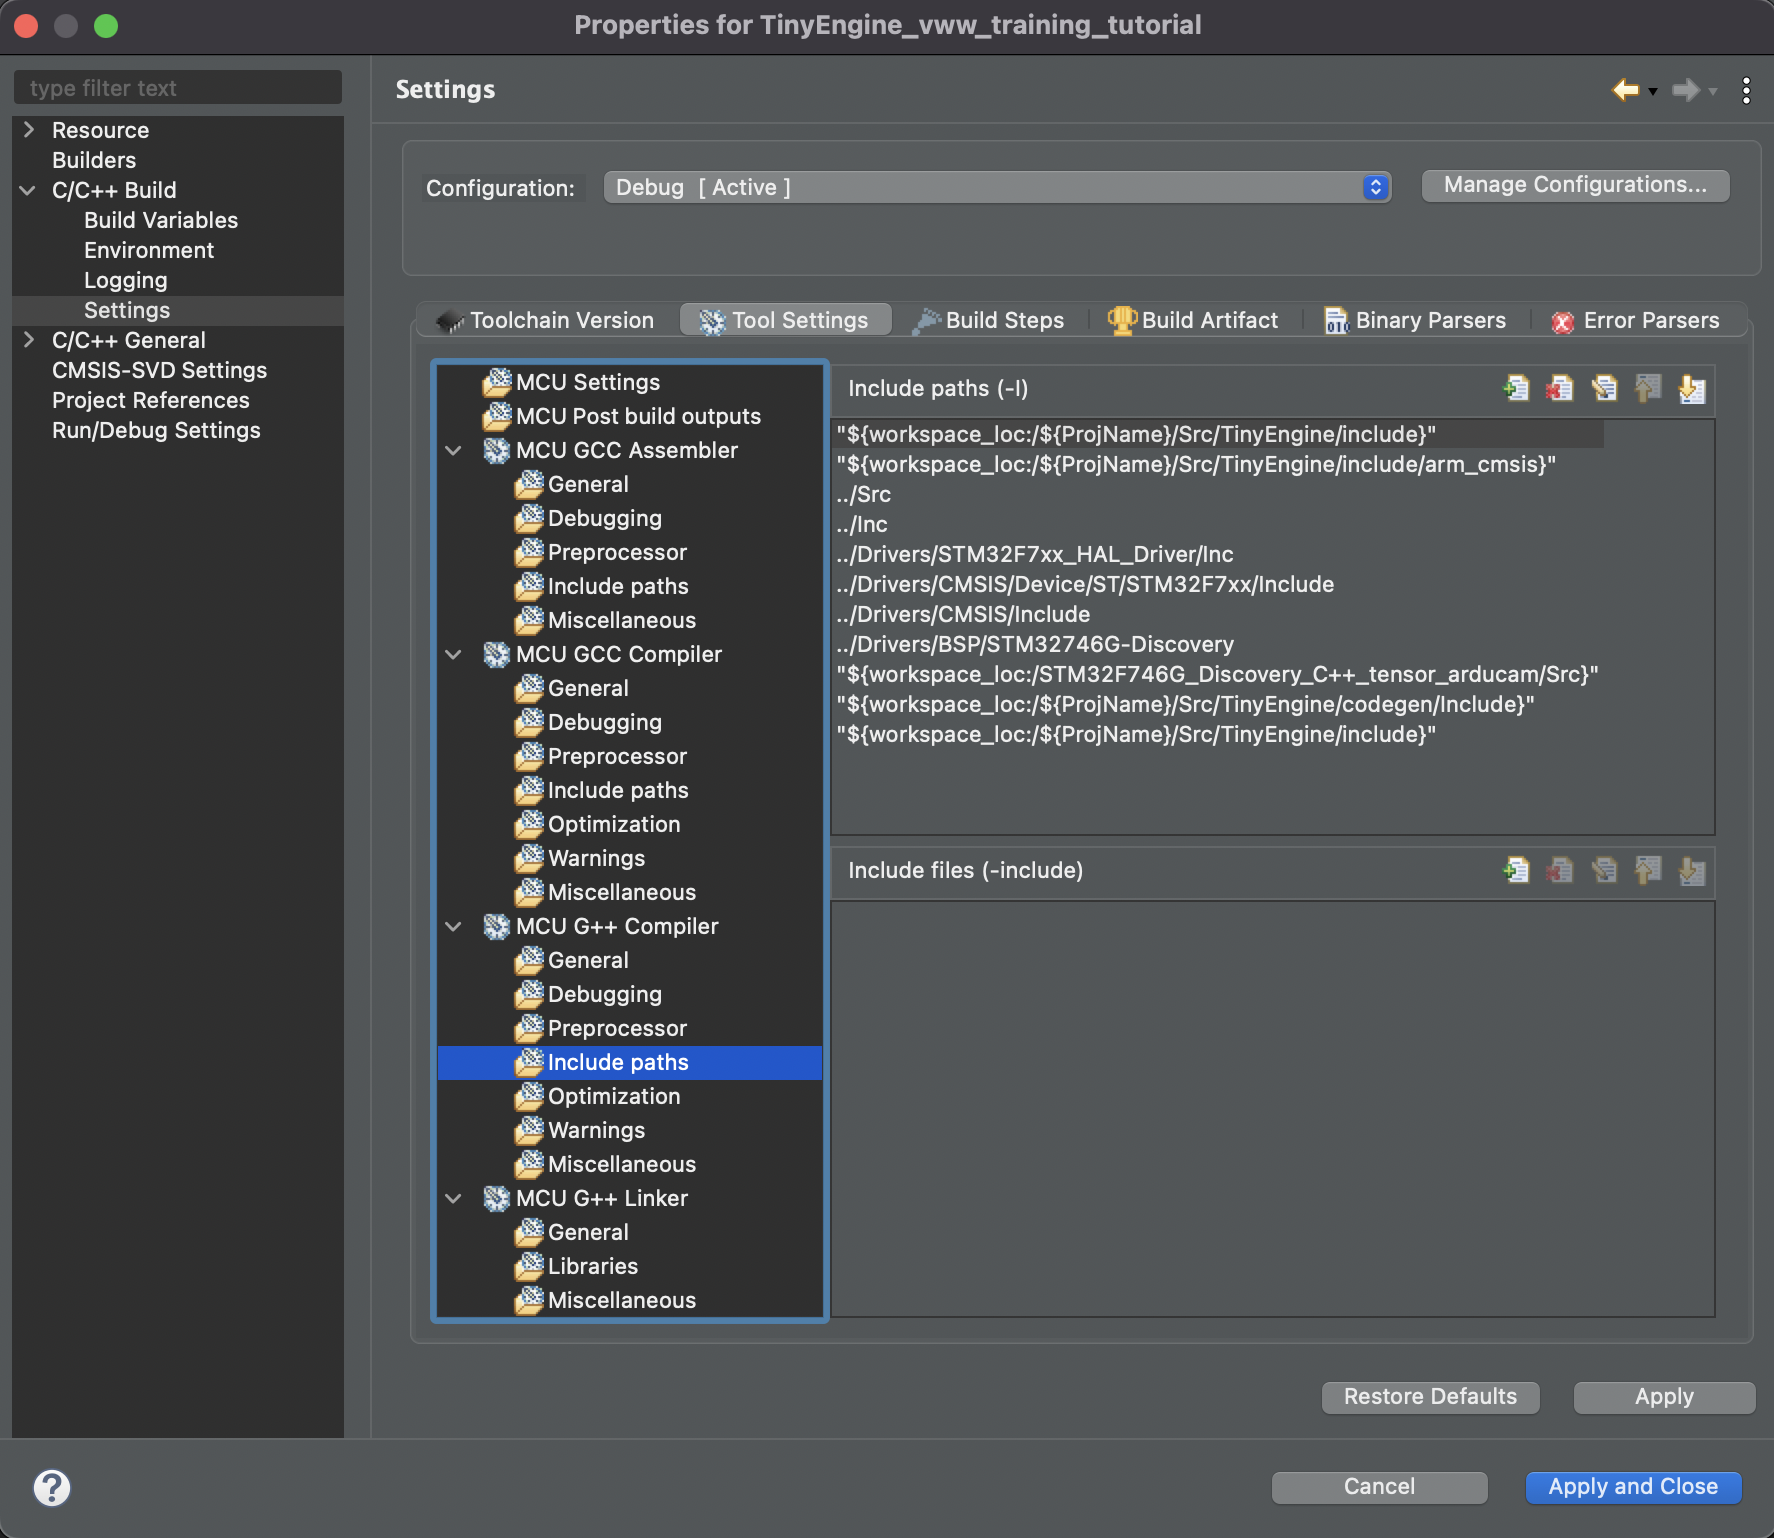 Properties for TinyEngine_vww_training_tutorial
type filter text
Resource
Builders
C/C++ Build
Build Variables
Environment
Logging
Settings
C/C++ General
CMSIS-SVD Settings
Project References
Run/Debug Settings
Settings
Configuration:
Debug [ Active ]
Manage Configurations...
Toolchain Version
Tool Settings
Build Steps
Build Artifact
Binary Parsers
Error Parsers
MCU Settings
MCU Post build outputs
MCU GCC Assembler
General
Debugging
Preprocessor
Include paths
Miscellaneous
MCU GCC Compiler
General
Debugging
Preprocessor
Include paths
Optimization
Warnings
Miscellaneous
MCU G++ Compiler
General
Debugging
Preprocessor
Include paths
Optimization
Warnings
Miscellaneous
MCU G++ Linker
General
Libraries
Miscellaneous
Include paths (-I)
"${workspace_loc:/${ProjName}/Src/TinyEngine/include}"
"${workspace_loc:/${ProjName}/Src/TinyEngine/include/arm_cmsis}"
../Src
../Inc
../Drivers/STM32F7xx_HAL_Driver/Inc
../Drivers/CMSIS/Device/ST/STM32F7xx/Include
../Drivers/CMSIS/Include
../Drivers/BSP/STM32746G-Discovery
"${workspace_loc:/STM32F746G_Discovery_C++_tensor_arducam/Src}"
"${workspace_loc:/${ProjName}/Src/TinyEngine/codegen/Include}"
"${workspace_loc:/${ProjName}/Src/TinyEngine/include}"
Include files (-include)
Restore Defaults
Apply
?
Cancel
Apply and Close